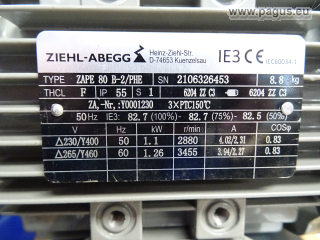 © www.pagus.eu
ZIEHL-ABEGG
Heinz-Ziehl-Str.
D-74653 Kuenzelsau
IE3 CE
IEC60034-1
TYPE ZAPE 80 B-2/PHE SN 2106326453 8.8 kg
THCL F IP 55 S 1 6204 ZZ C3 6204 ZZ C3
ZA,-Nr,:Y0001230 3×PTC150℃
50Hz IE3: 82.7 (100%)- 82.7 (75%)- 82.5 (50%)
V Hz kW r/min A COSφ
△230/Y400 50 1.1 2880 4.02/2.31 0.83
△265/Y460 60 1.26 3455 3.94/2.27 0.83